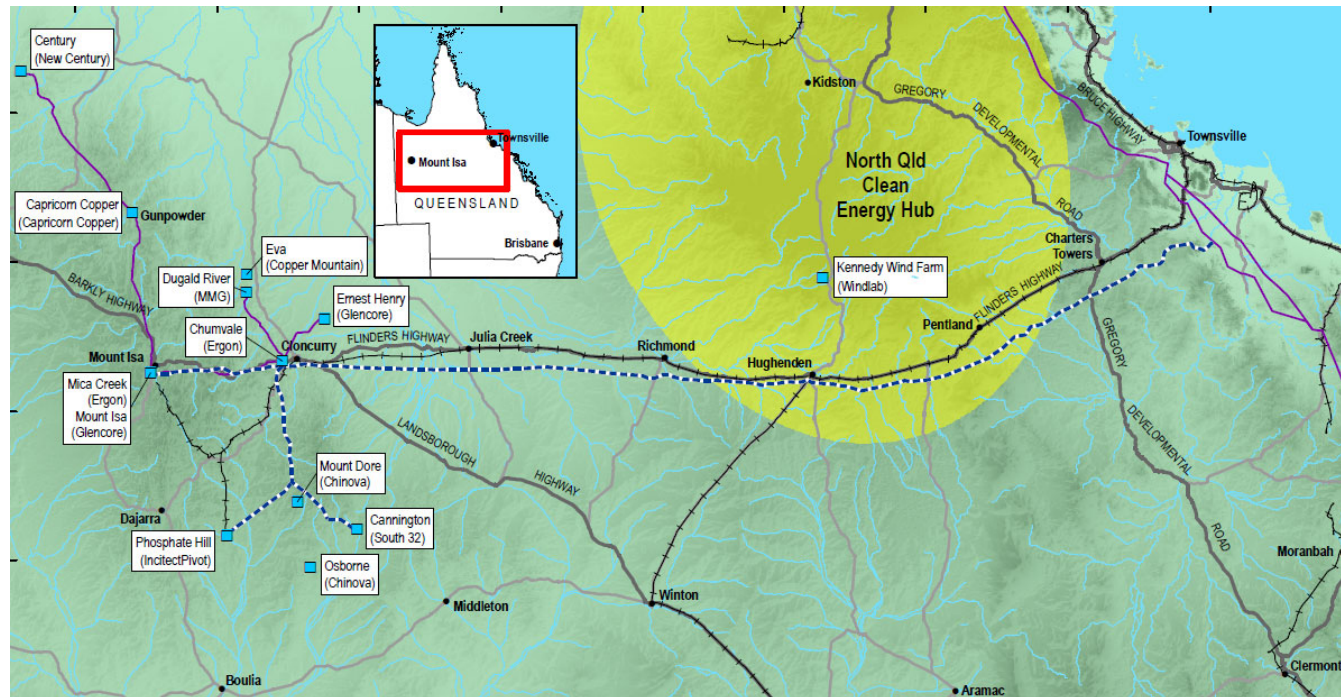 Century
(New Century)
Capricorn Copper
(Capricorn Copper)
Gunpowder
Eva
(Copper Mountain)
Dugald River
(MMG)
Ernest Henry
(Glencore)
Chumvale
(Ergon)
BARKLY HIGHWAY
Mount Isa
Cloncurry
Mica Creek
(Ergon)
Mount Isa
(Glencore)
FLINDERS HIGHWAY
Julia Creek
Richmond
Hughenden
Pentland
FLINDERS HIGHWAY
Charters
Towers
Townsville
BRUCE HIGHWAY
Kidston
GREGORY
DEVELOPMENTAL
ROAD
North Qld
Clean
Energy Hub
Kennedy Wind Farm
(Windlab)
Townsville
Mount Isa
QUEENSLAND
Brisbane
LANDSBOROUGH
HIGHWAY
Mount Dore
(Chinova)
Cannington
(South 32)
Dajarra
Phosphate Hill
(IncitectPivot)
Osborne
(Chinova)
Middleton
Winton
Boulia
GREGORY
DEVELOPMENTAL
ROAD
Moranbah
Clermont
Aramac